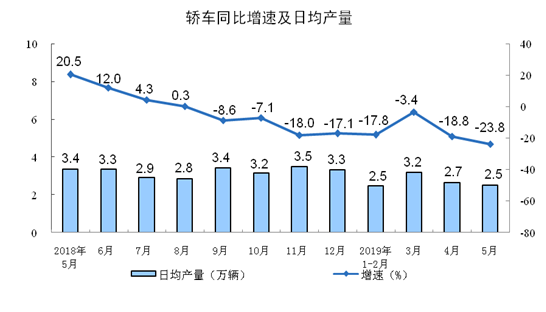 轿车同比增速及日均产量
10
8
6
4
2
0
40
20
0
-20
-40
-60
-80
20.5
12.0
4.3
0.3
-8.6
-7.1
-18.0
-17.1
-17.8
-3.4
-18.8
-23.8
3.4
3.3
2.9
2.8
3.4
3.2
3.5
3.3
2.5
3.2
2.7
2.5
2018年
5月
6月
7月
8月
9月
10月
11月
12月
2019年
1-2月
3月
4月
5月
日均产量（万辆）
增速（%）